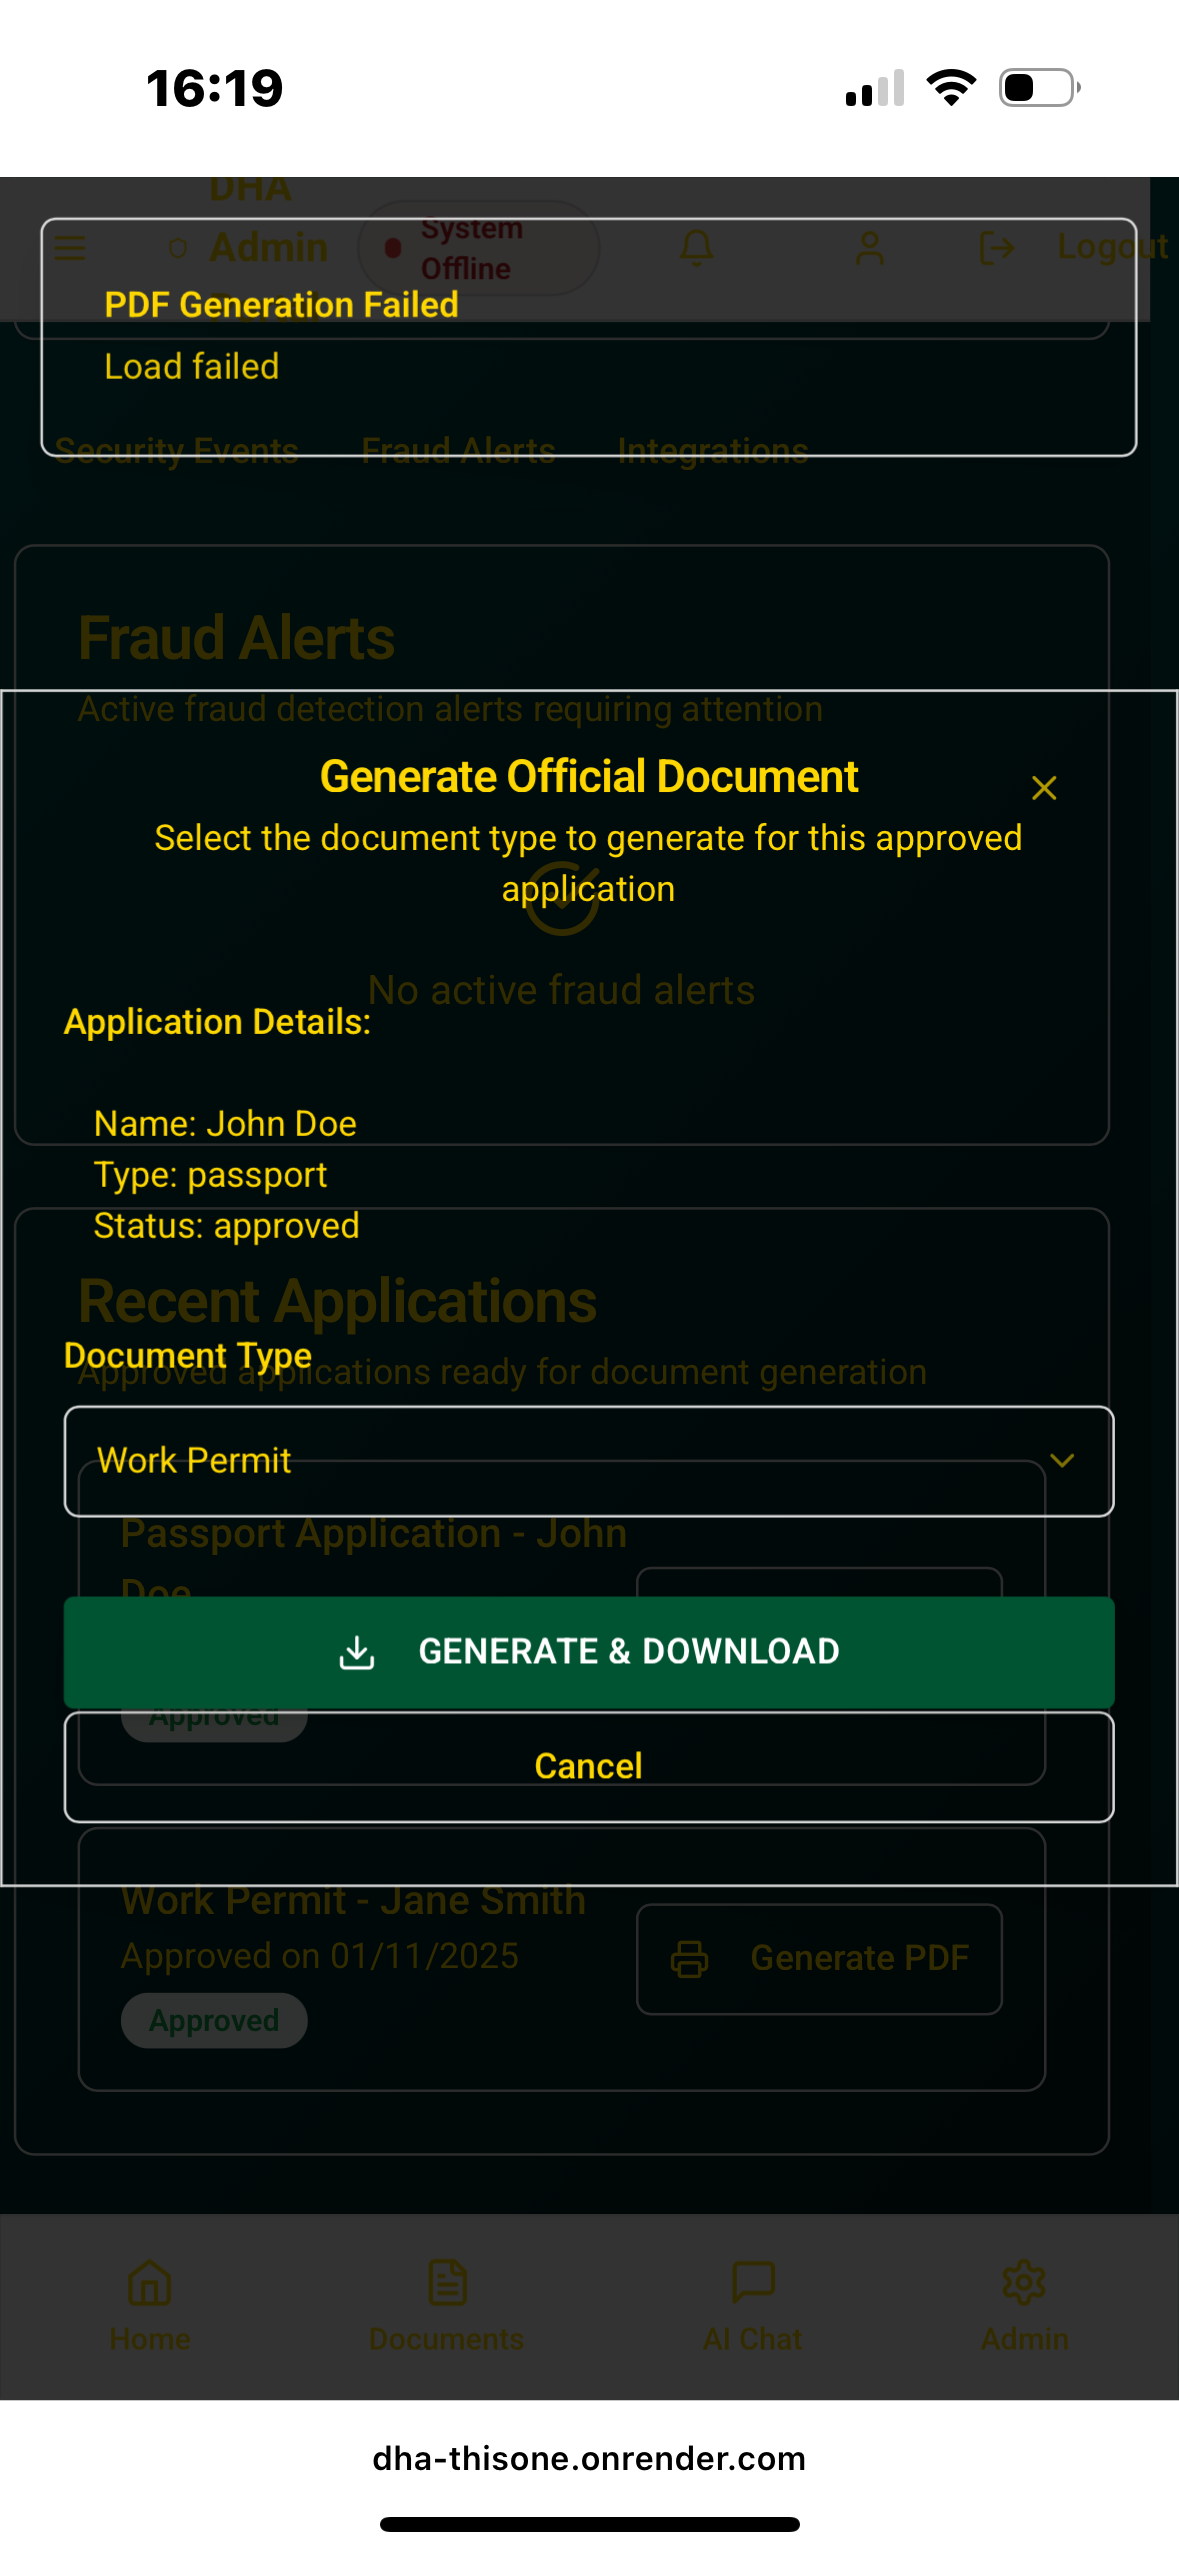 16:19
DHA
Admin
System
Offline
Logout
PDF Generation Failed
Load failed
Security Events
Fraud Alerts
Integrations
Fraud Alerts
Active fraud detection alerts requiring attention
Generate Official Document
Select the document type to generate for this approved
application
No active fraud alerts
Application Details:
Name: John Doe
Type: passport
Status: approved
Recent Applications
Document Type
Approved applications ready for document generation
Work Permit
Passport Application - John
Doe
GENERATE & DOWNLOAD
Approved
Cancel
Work Permit - Jane Smith
Approved on 01/11/2025
Generate PDF
Approved
Home
Documents
AI Chat
Admin
dha-thisone.onrender.com